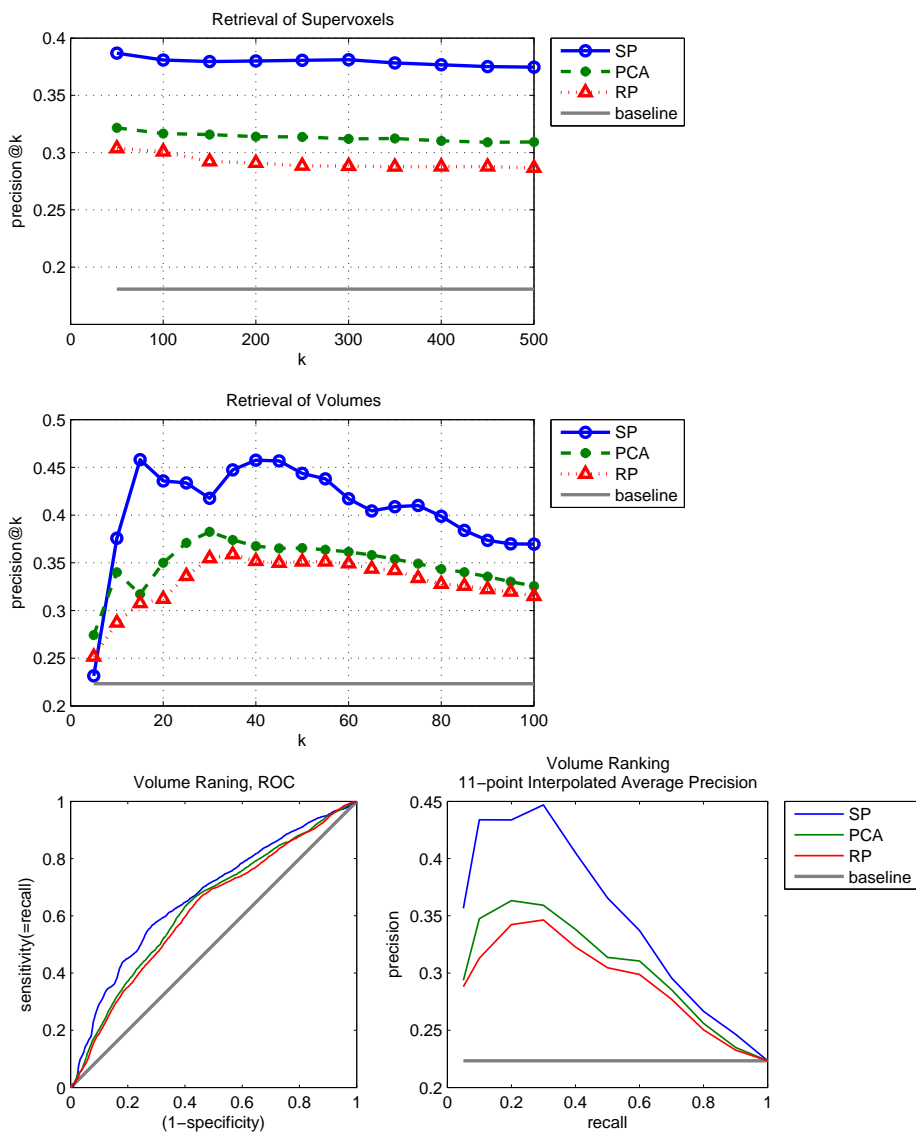 Retrieval of Supervoxels
0.4
0.35
0.3
0.25
0.2
precision@k
0 100 200 300 400 500
k
SP
PCA
RP
baseline
Retrieval of Volumes
0.5
0.45
0.4
0.35
0.3
0.25
0.2
precision@k
0 20 40 60 80 100
k
SP
PCA
RP
baseline
Volume Raning, ROC
1
0.8
0.6
0.4
0.2
0
sensitivity(=recall)
0 0.2 0.4 0.6 0.8 1
(1−specificity)
Volume Ranking
11−point Interpolated Average Precision
0.45
0.4
0.35
0.3
0.25
0.2
precision
0 0.2 0.4 0.6 0.8 1
recall
SP
PCA
RP
baseline